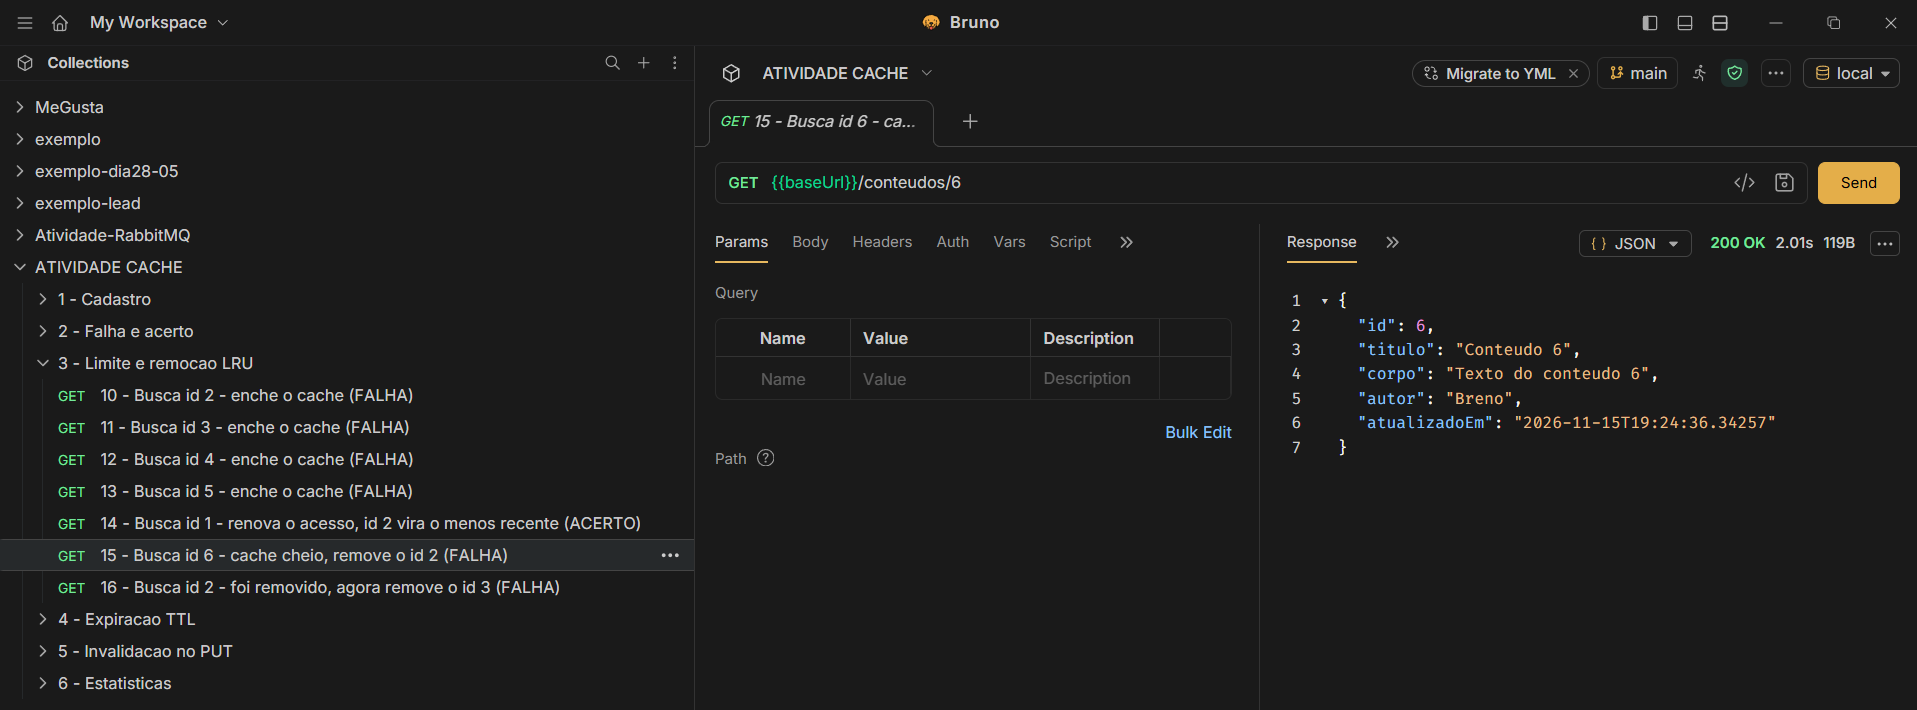 My Workspace
Bruno
Collections
MeGusta
exemplo
exemplo-dia28-05
exemplo-lead
Atividade-RabbitMQ
ATIVIDADE CACHE
1 - Cadastro
2 - Falha e acerto
3 - Limite e remocao LRU
GET 10 - Busca id 2 - enche o cache (FALHA)
GET 11 - Busca id 3 - enche o cache (FALHA)
GET 12 - Busca id 4 - enche o cache (FALHA)
GET 13 - Busca id 5 - enche o cache (FALHA)
GET 14 - Busca id 1 - renova o acesso, id 2 vira o menos recente (ACERTO)
GET 15 - Busca id 6 - cache cheio, remove o id 2 (FALHA)
GET 16 - Busca id 2 - foi removido, agora remove o id 3 (FALHA)
4 - Expiracao TTL
5 - Invalidacao no PUT
6 - Estatisticas
ATIVIDADE CACHE
Migrate to YML
main
local
GET 15 - Busca id 6 - ca...
GET {{baseUrl}}/conteudos/6
Send
Params Body Headers Auth Vars Script
Query
Name Value Description
Name Value Description
Bulk Edit
Path
Response
{ } JSON
200 OK 2.01s 119B
1 {
2 "id": 6,
3 "titulo": "Conteudo 6",
4 "corpo": "Texto do conteudo 6",
5 "autor": "Breno",
6 "atualizadoEm": "2026-11-15T19:24:36.34257"
7 }